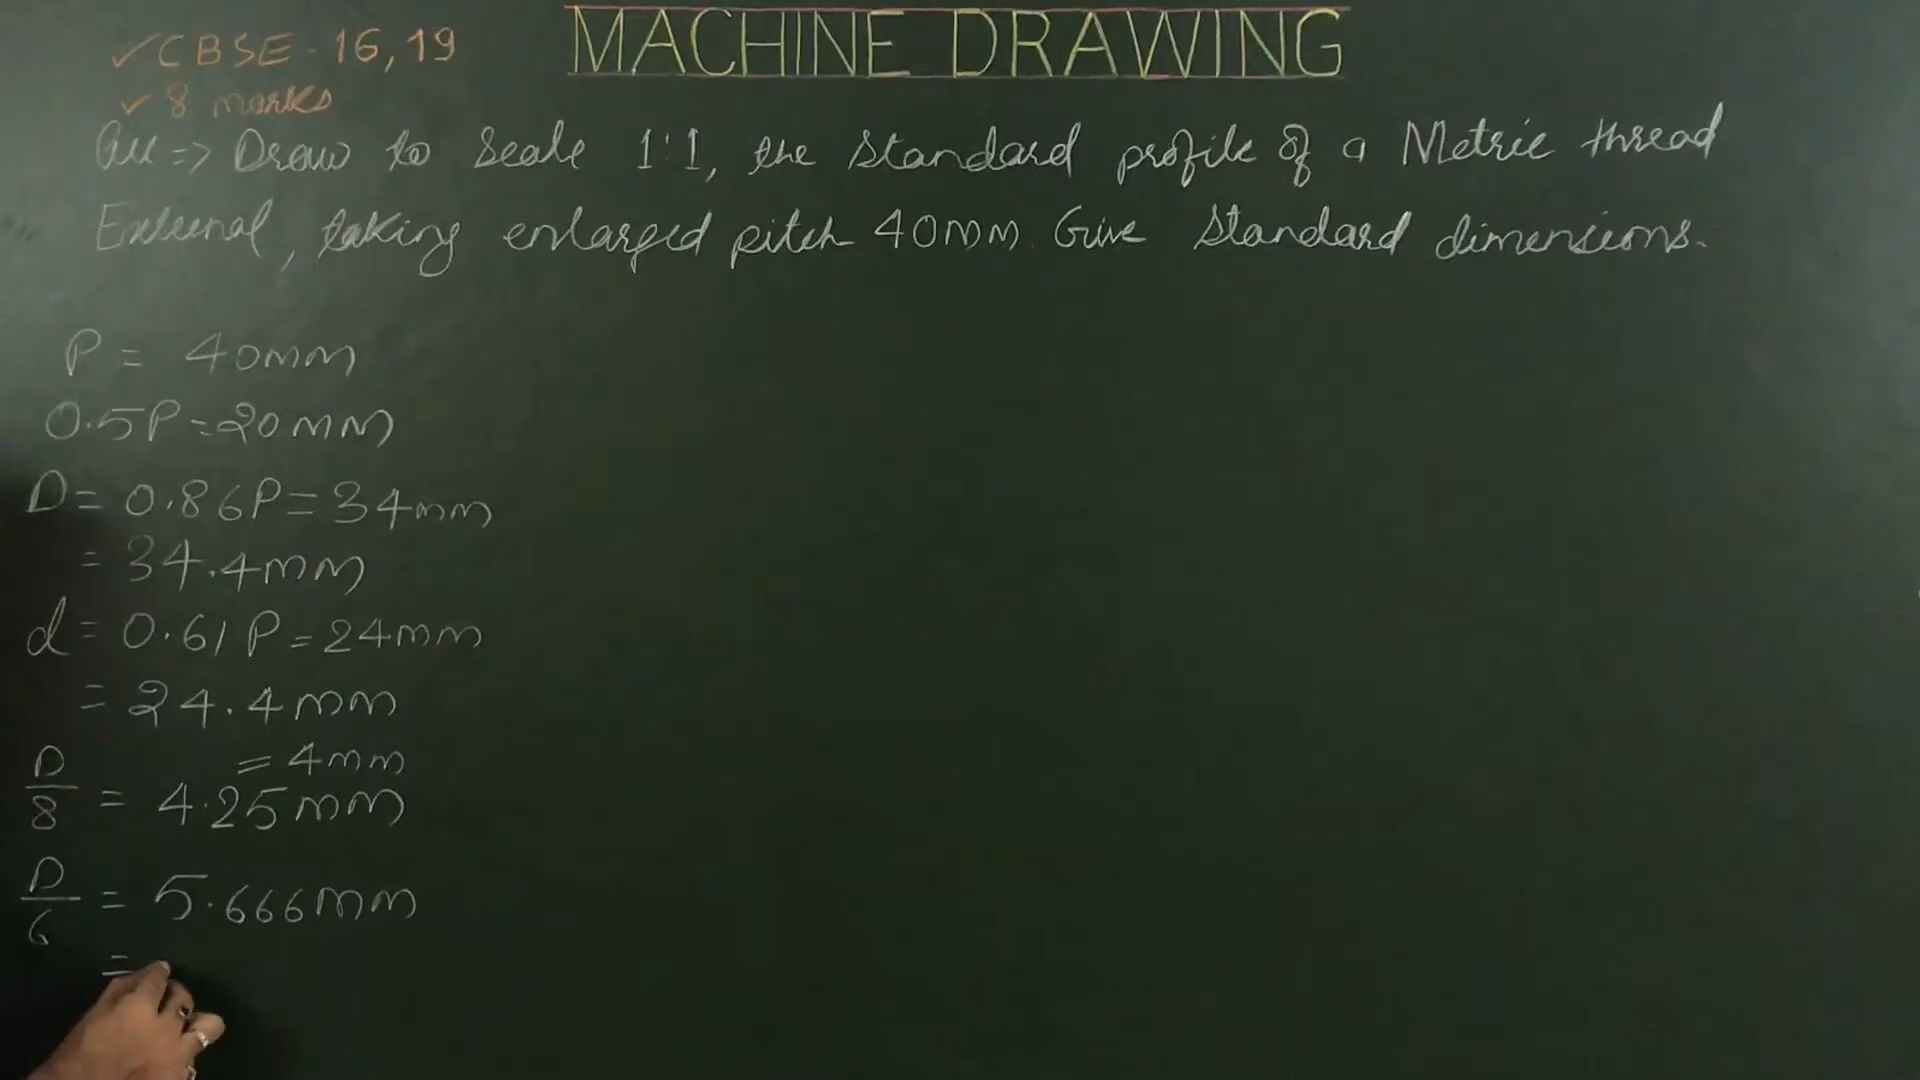 MACHINE DRAWING
✓ CBSE - 16, 19
✓ 8 marks
Qu => Draw to Scale 1:1, the standard profile of a Metric thread
External, taking enlarged pitch 40mm. Give standard dimensions.
P = 40mm
0.5P = 20mm
D = 0.86P = 34mm
= 34.4mm
d = 0.61P = 24mm
= 24.4mm
= 4mm
D/8 = 4.25mm
D/6 = 5.666mm
=